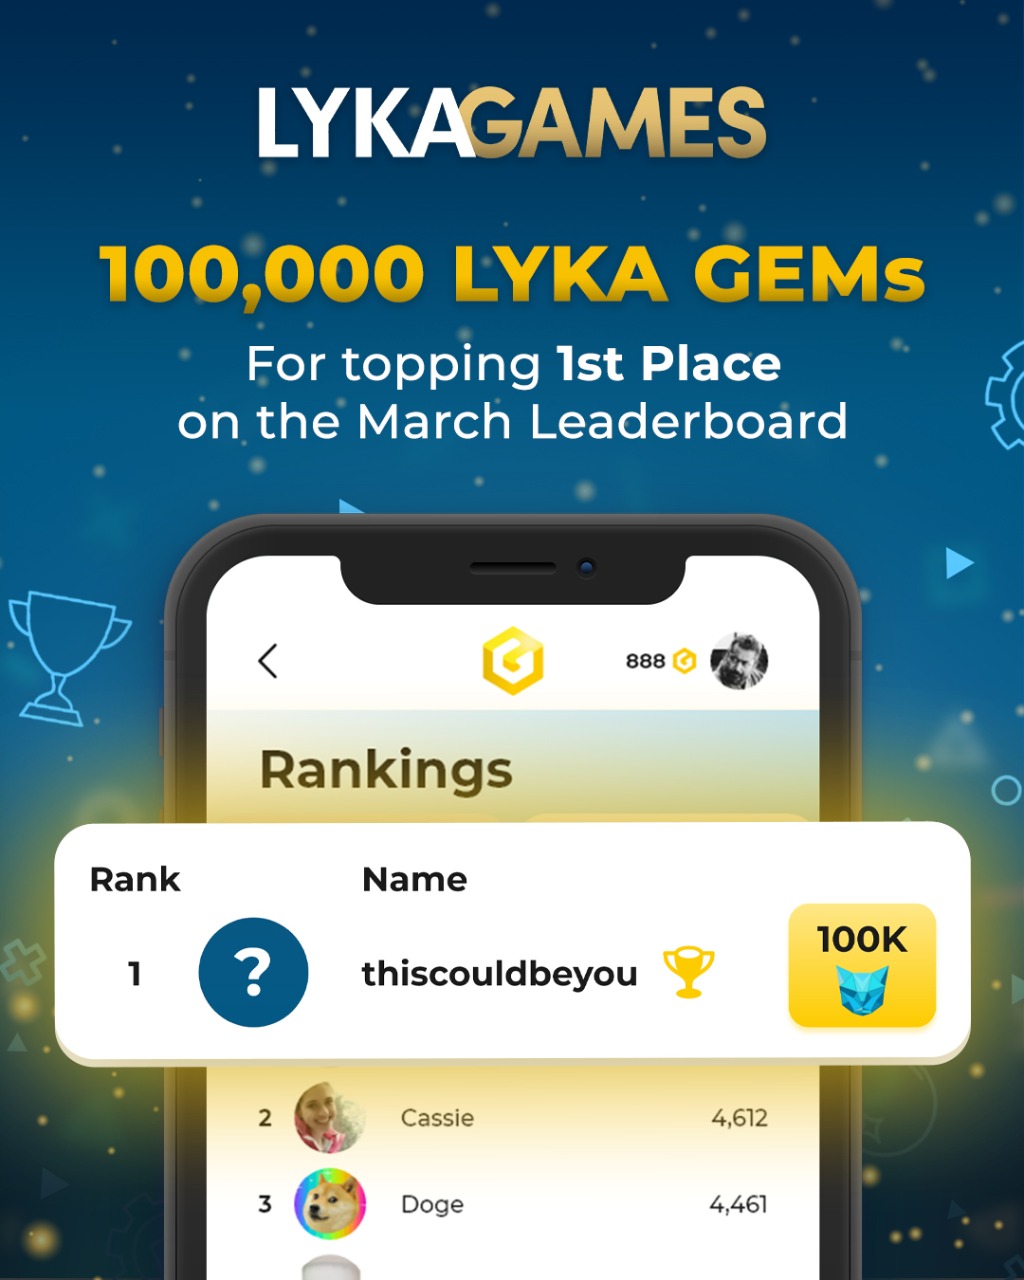 LYKAGAMES
100,000 LYKA GEMs
For topping 1st Place
on the March Leaderboard
888
Rankings
Rank Name
1 ? thiscouldbeyou 100K
2 Cassie 4,612
3 Doge 4,461